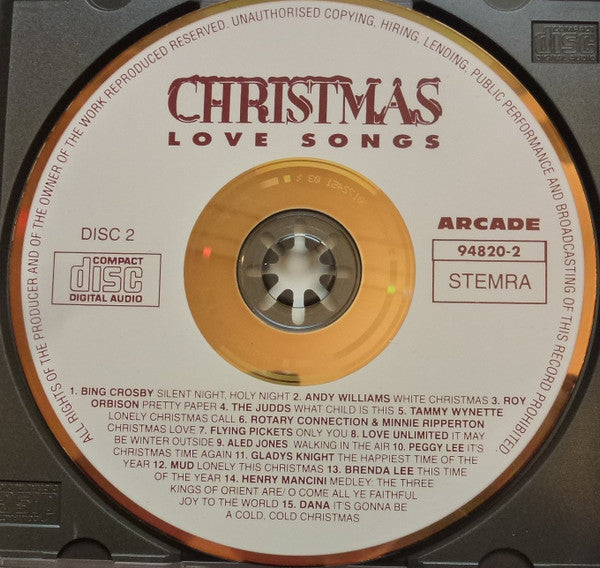 ALL RIGHTS OF THE PRODUCER AND OF THE OWNER OF THE WORK REPRODUCED RESERVED. UNAUTHORISED COPYING, HIRING, LENDING, PUBLIC PERFORMANCE AND BROADCASTING OF THIS RECORD PROHIBITED.
CHRISTMAS
LOVE SONGS
DISC 2
COMPACT
disc
DIGITAL AUDIO
ARCADE
94820-2
STEMRA
1. BING CROSBY SILENT NIGHT, HOLY NIGHT 2. ANDY WILLIAMS WHITE CHRISTMAS 3. ROY
ORBISON PRETTY PAPER 4. THE JUDDS WHAT CHILD IS THIS 5. TAMMY WYNETTE
LONELY CHRISTMAS CALL 6. ROTARY CONNECTION & MINNIE RIPPERTON
CHRISTMAS LOVE 7. FLYING PICKETS ONLY YOU 8. LOVE UNLIMITED IT MAY
BE WINTER OUTSIDE 9. ALED JONES WALKING IN THE AIR 10. PEGGY LEE IT'S
CHRISTMAS TIME AGAIN 11. GLADYS KNIGHT THE HAPPIEST TIME OF THE
YEAR 12. MUD LONELY THIS CHRISTMAS 13. BRENDA LEE THIS TIME
OF THE YEAR 14. HENRY MANCINI MEDLEY: THE THREE
KINGS OF ORIENT ARE/ O COME ALL YE FAITHFUL
JOY TO THE WORLD 15. DANA IT'S GONNA BE
A COLD, COLD CHRISTMAS
COMPACT
disc
DIGITAL AUDIO